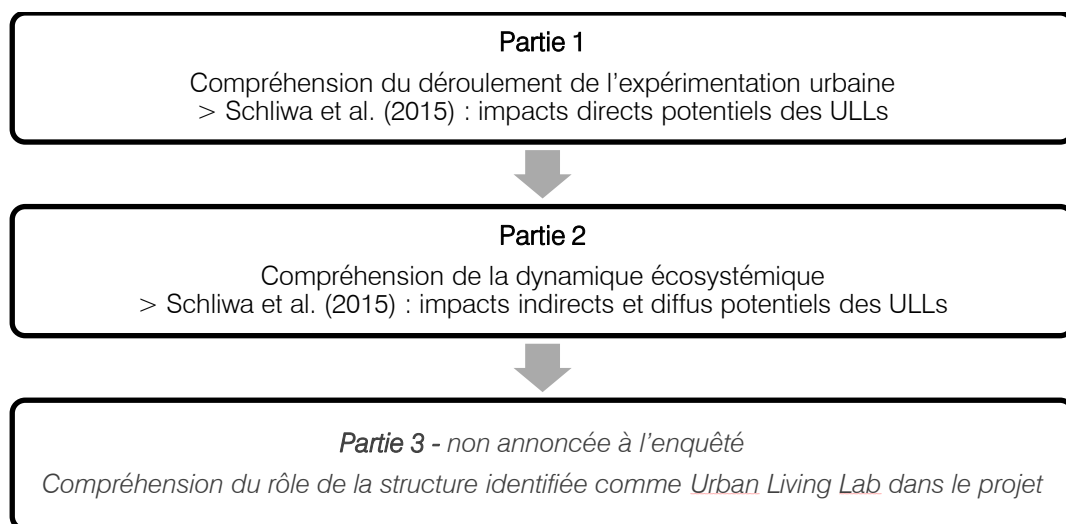 Partie 1
Compréhension du déroulement de l'expérimentation urbaine
> Schliwa et al. (2015) : impacts directs potentiels des ULLs
Partie 2
Compréhension de la dynamique écosystémique
> Schliwa et al. (2015) : impacts indirects et diffus potentiels des ULLs
Partie 3 - non annoncée à l'enquêté
Compréhension du rôle de la structure identifiée comme Urban Living Lab dans le projet